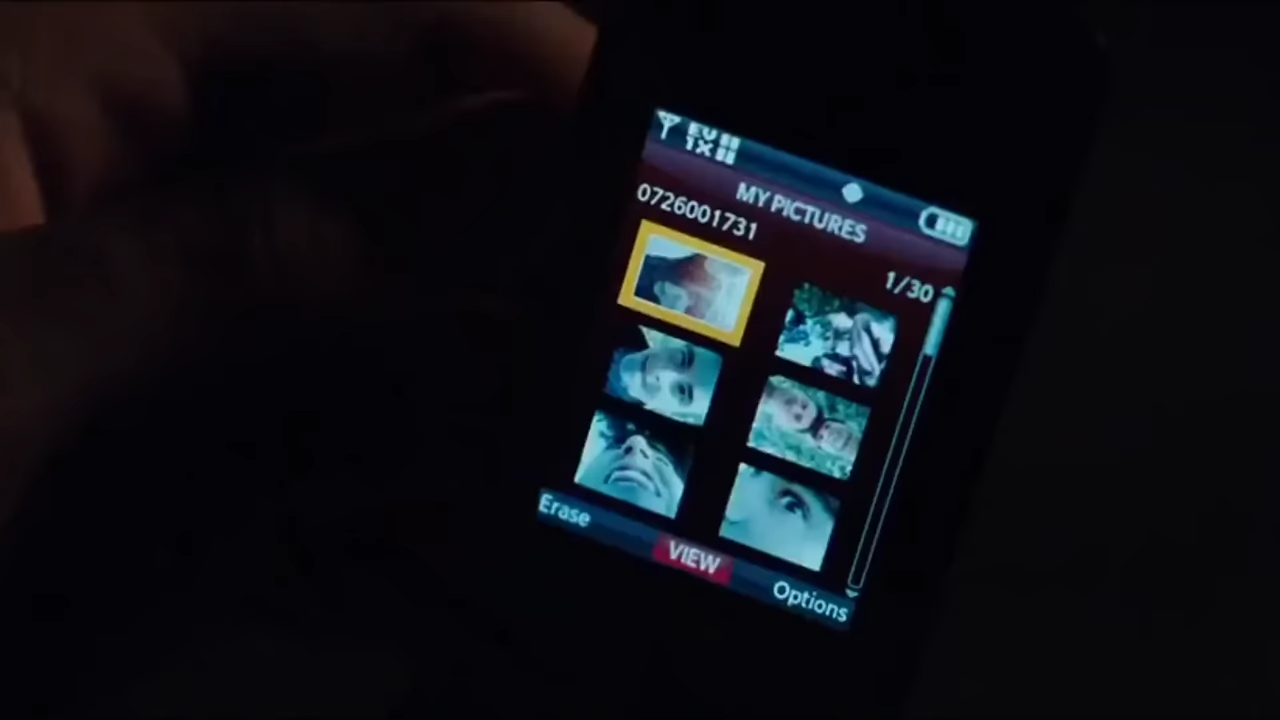 EV
1X
MY PICTURES
0726001731
1/30
Erase
VIEW
Options